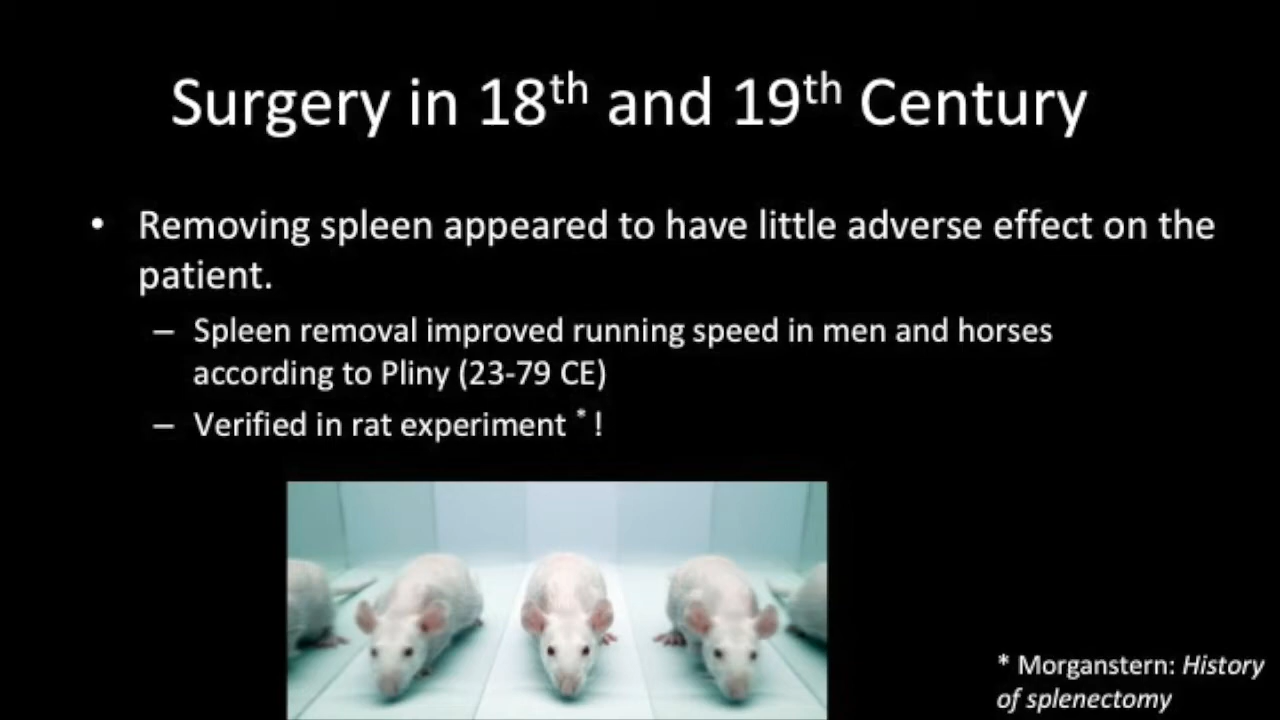 Surgery in 18th and 19th Century
• Removing spleen appeared to have little adverse effect on the
patient.
– Spleen removal improved running speed in men and horses
according to Pliny (23-79 CE)
– Verified in rat experiment * !
* Morganstern: History
of splenectomy